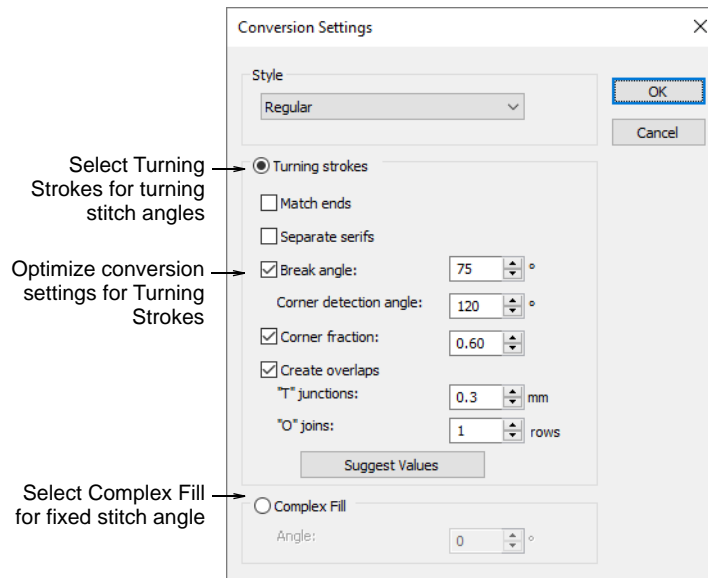 Conversion Settings
Style
Regular
OK
Cancel
Select Turning
Strokes for turning
stitch angles
Turning strokes
Match ends
Separate serifs
Optimize conversion
settings for Turning
Strokes
Break angle: 75 °
Corner detection angle: 120 °
Corner fraction: 0.60
Create overlaps
"T" junctions: 0.3 mm
"O" joins: 1 rows
Suggest Values
Select Complex Fill
for fixed stitch angle
Complex Fill
Angle: 0 °